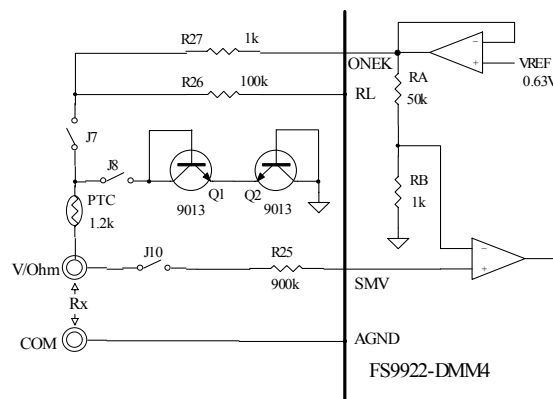 R27 1k
ONEK
R26 100k
RL
RA
50k
VREF
0.63V
J7
J8
Q1
Q2
9013
9013
PTC
1.2k
RB
1k
V/Ohm
J10
R25
900k
SMV
Rx
COM
AGND
FS9922-DMM4